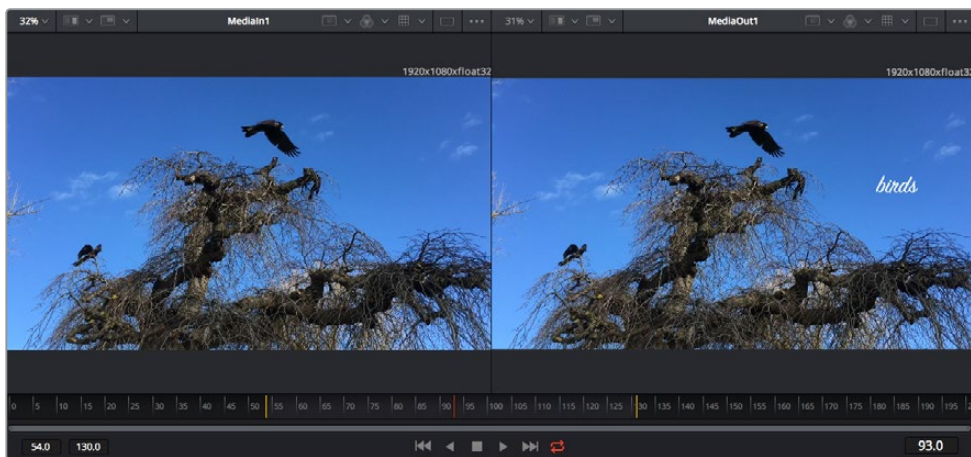 32% MediaIn1 31% MediaOut1
1920x1080xfloat32 1920x1080xfloat32
birds
0 5 10 15 20 25 30 35 40 45 50 55 60 65 70 75 80 85 90 95 100 105 110 115 120 125 130 135 140 145 150 155 160 165 170 175 180 185 190 195
54.0 130.0 93.0